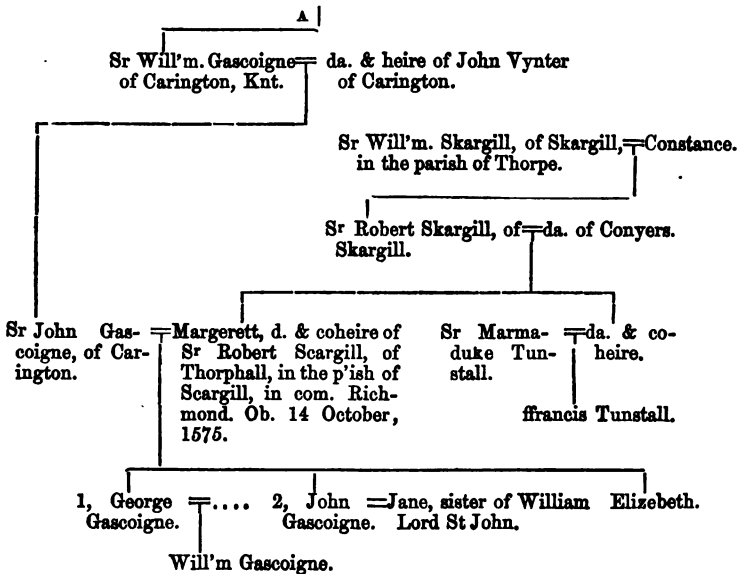 A
Sr Will'm. Gascoigne = da. & heire of John Vynter
of Carington, Knt. of Carington.
Sr Will'm. Skargill, of Skargill, = Constance.
in the parish of Thorpe.
Sr Robert Skargill, of = da. of Conyers.
Skargill.
Sr John Gas-
coigne, of Car-
ington.
= Margerett, d. & coheire of
Sr Robert Scargill, of
Thorphall, in the p'ish of
Scargill, in com. Rich-
mond. Ob. 14 October,
1575.
Sr Marma-
duke Tun-
stall.
= da. & co-
heire.
ffrancis Tunstall.
1, George = ....
Gascoigne.
2, John = Jane, sister of William
Gascoigne. Lord St John.
Elizebeth.
Will'm Gascoigne.